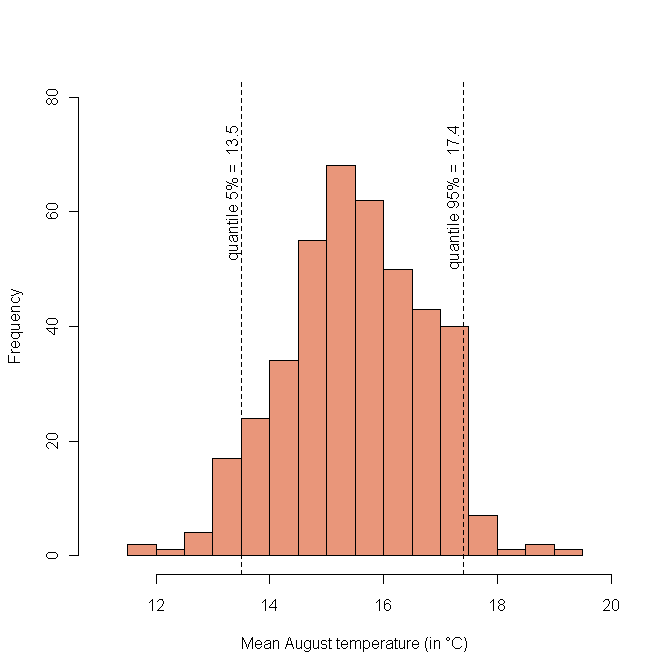 80
60
40
20
0
Frequency
quantile 5% = 13.5
quantile 95% = 17.4
12 14 16 18 20
Mean August temperature (in °C)